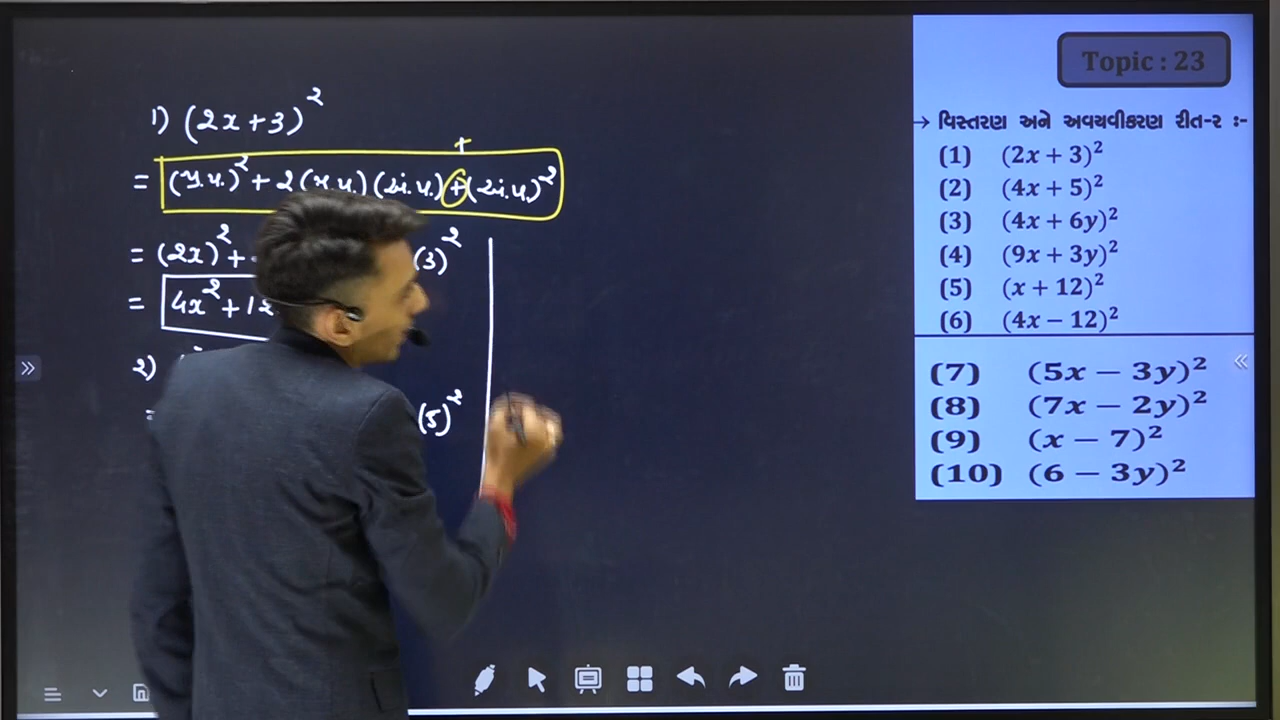 1) (2x+3)²
+
= (પ્ર.પ.)² + 2 (પ્ર.પ.) (દ્વિ.પ.) + (દ્વિ.પ.)²
= (2x)² + (3)²
= 4x² + 12
2)
= (5)²
Topic : 23
→ વિસ્તરણ અને અવયવીકરણ રીત-૨ :-
(1) (2x + 3)²
(2) (4x + 5)²
(3) (4x + 6y)²
(4) (9x + 3y)²
(5) (x + 12)²
(6) (4x − 12)²
(7) (5x − 3y)²
(8) (7x − 2y)²
(9) (x − 7)²
(10) (6 − 3y)²